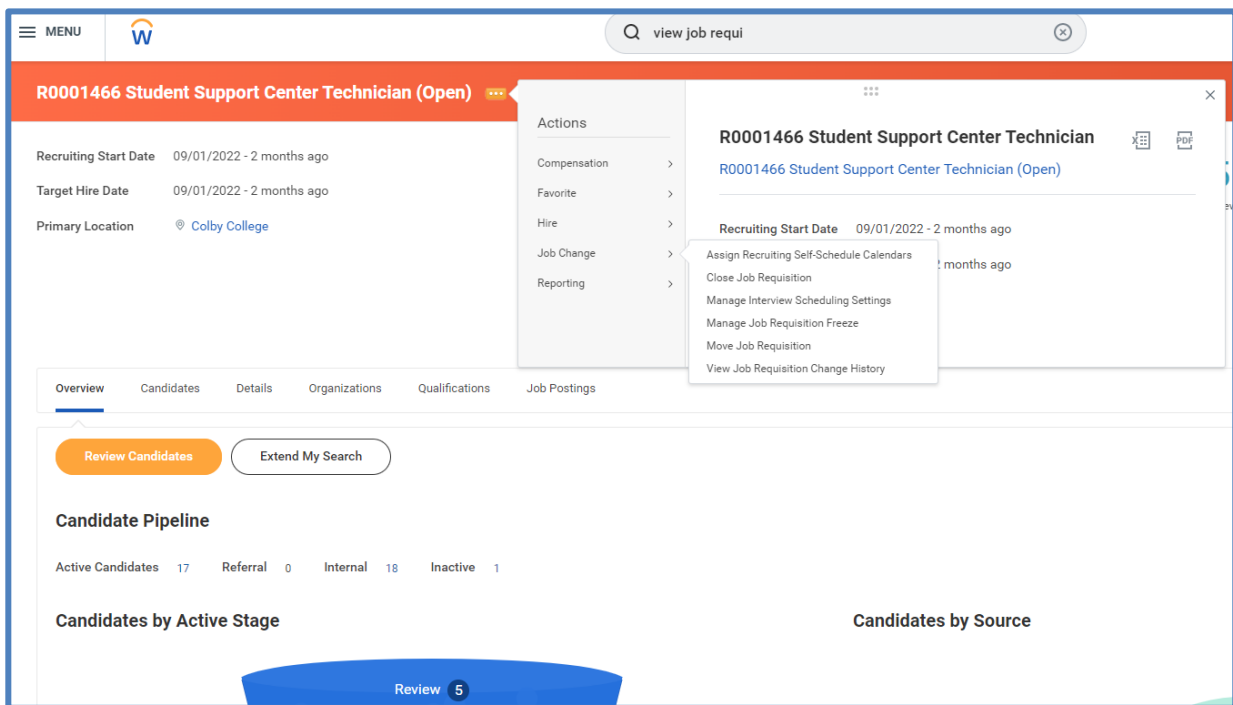 MENU
W
view job requi
R0001466 Student Support Center Technician (Open)
Recruiting Start Date 09/01/2022 - 2 months ago
Target Hire Date 09/01/2022 - 2 months ago
Primary Location Colby College
Actions
Compensation
Favorite
Hire
Job Change
Reporting
R0001466 Student Support Center Technician
PDF
R0001466 Student Support Center Technician (Open)
Recruiting Start Date 09/01/2022 - 2 months ago
2 months ago
Assign Recruiting Self-Schedule Calendars
Close Job Requisition
Manage Interview Scheduling Settings
Manage Job Requisition Freeze
Move Job Requisition
View Job Requisition Change History
Overview Candidates Details Organizations Qualifications Job Postings
Review Candidates Extend My Search
Candidate Pipeline
Active Candidates 17 Referral 0 Internal 18 Inactive 1
Candidates by Active Stage Candidates by Source
Review 5